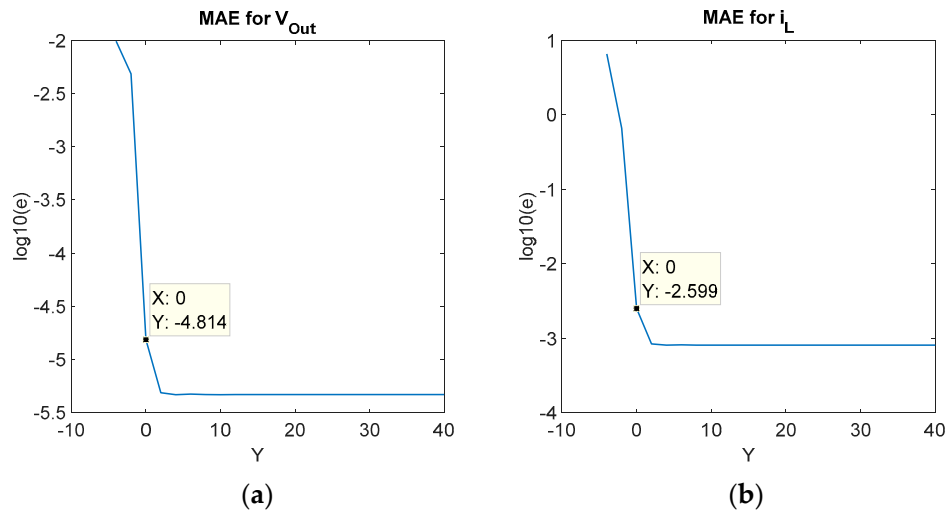 MAE for V_Out
-2
-2.5
-3
-3.5
-4
-4.5
-5
-5.5
log10(e)
X: 0
Y: -4.814
-10 0 10 20 30 40
Y
(a)
MAE for i_L
1
0
-1
-2
-3
-4
log10(e)
X: 0
Y: -2.599
-10 0 10 20 30 40
Y
(b)